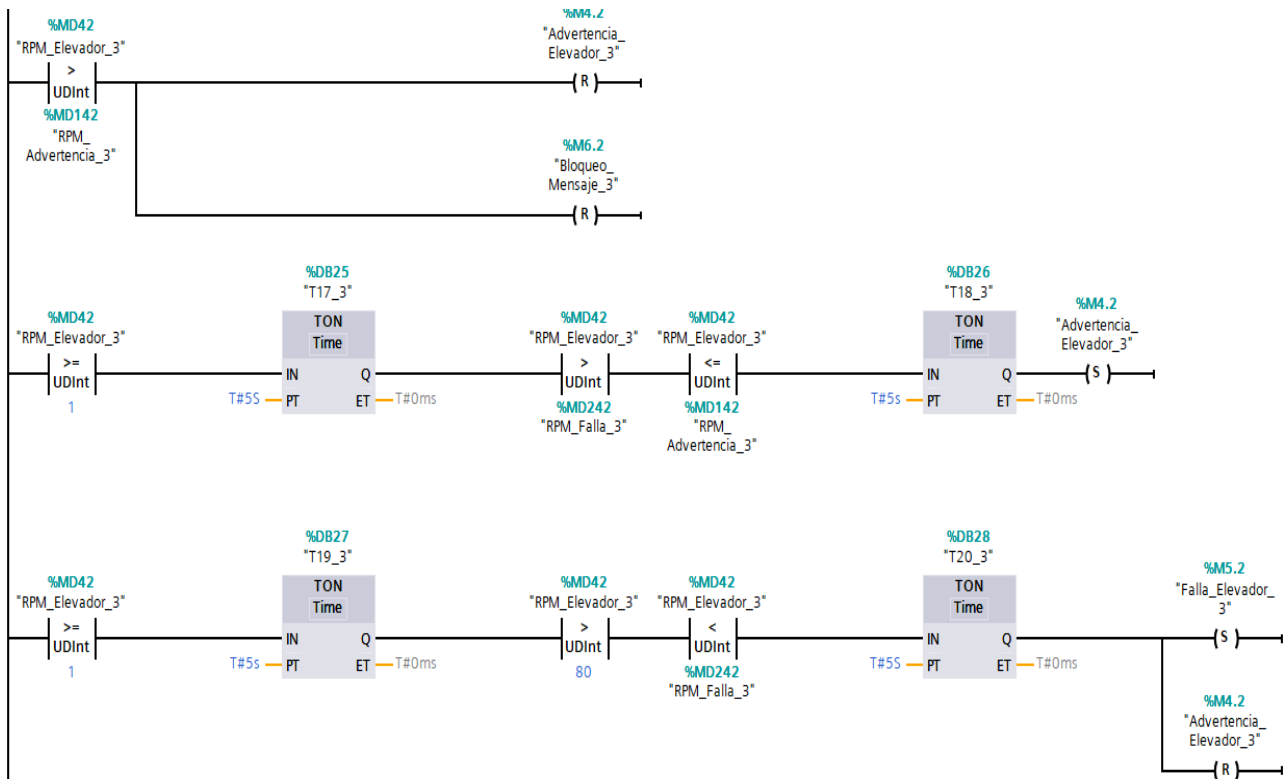 %M4.2
%MD42
"Advertencia_
"RPM_Elevador_3"
Elevador_3"
>
UDInt
R
%MD142
"RPM_
Advertencia_3"
%M6.2
"Bloqueo_
Mensaje_3"
R
%DB25
%DB26
"T17_3"
"T18_3"
%M4.2
%MD42
TON
%MD42
%MD42
TON
"Advertencia_
"RPM_Elevador_3"
Time
"RPM_Elevador_3"
"RPM_Elevador_3"
Time
Elevador_3"
>=
UDInt
IN
Q
>
UDInt
<=
UDInt
IN
Q
S
1
T#5S
PT
ET
T#0ms
%MD242
"RPM_Falla_3"
%MD142
"RPM_
Advertencia_3"
T#5s
PT
ET
T#0ms
%DB27
%DB28
"T19_3"
"T20_3"
%MD42
TON
%MD42
%MD42
TON
%M5.2
"RPM_Elevador_3"
Time
"RPM_Elevador_3"
"RPM_Elevador_3"
Time
"Falla_Elevador_
3"
>=
UDInt
IN
Q
>
UDInt
<
UDInt
IN
Q
S
1
T#5s
PT
ET
T#0ms
80
%MD242
"RPM_Falla_3"
T#5S
PT
ET
T#0ms
%M4.2
"Advertencia_
Elevador_3"
R